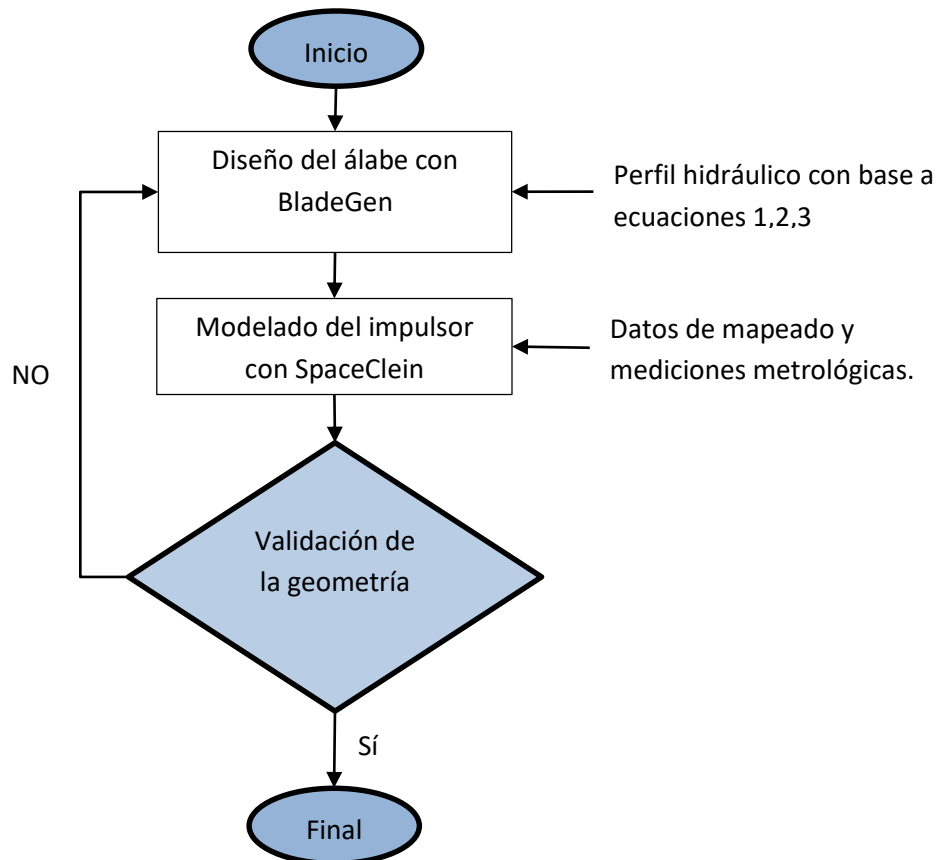 Inicio
Diseño del álabe con
BladeGen
Perfil hidráulico con base a
ecuaciones 1,2,3
Modelado del impulsor
con SpaceClein
Datos de mapeado y
mediciones metrológicas.
NO
Validación de
la geometría
Sí
Final